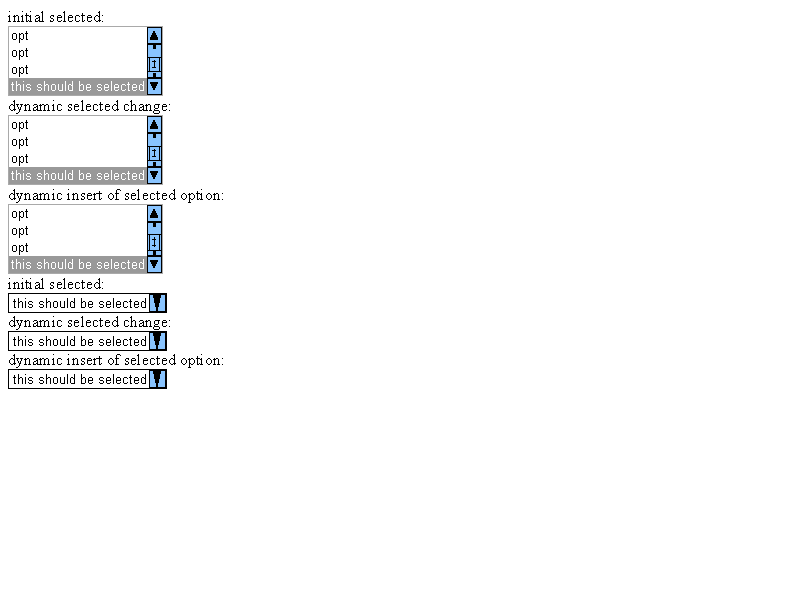 initial selected:
opt
opt
opt
this should be selected
dynamic selected change:
opt
opt
opt
this should be selected
dynamic insert of selected option:
opt
opt
opt
this should be selected
initial selected:
this should be selected
dynamic selected change:
this should be selected
dynamic insert of selected option:
this should be selected